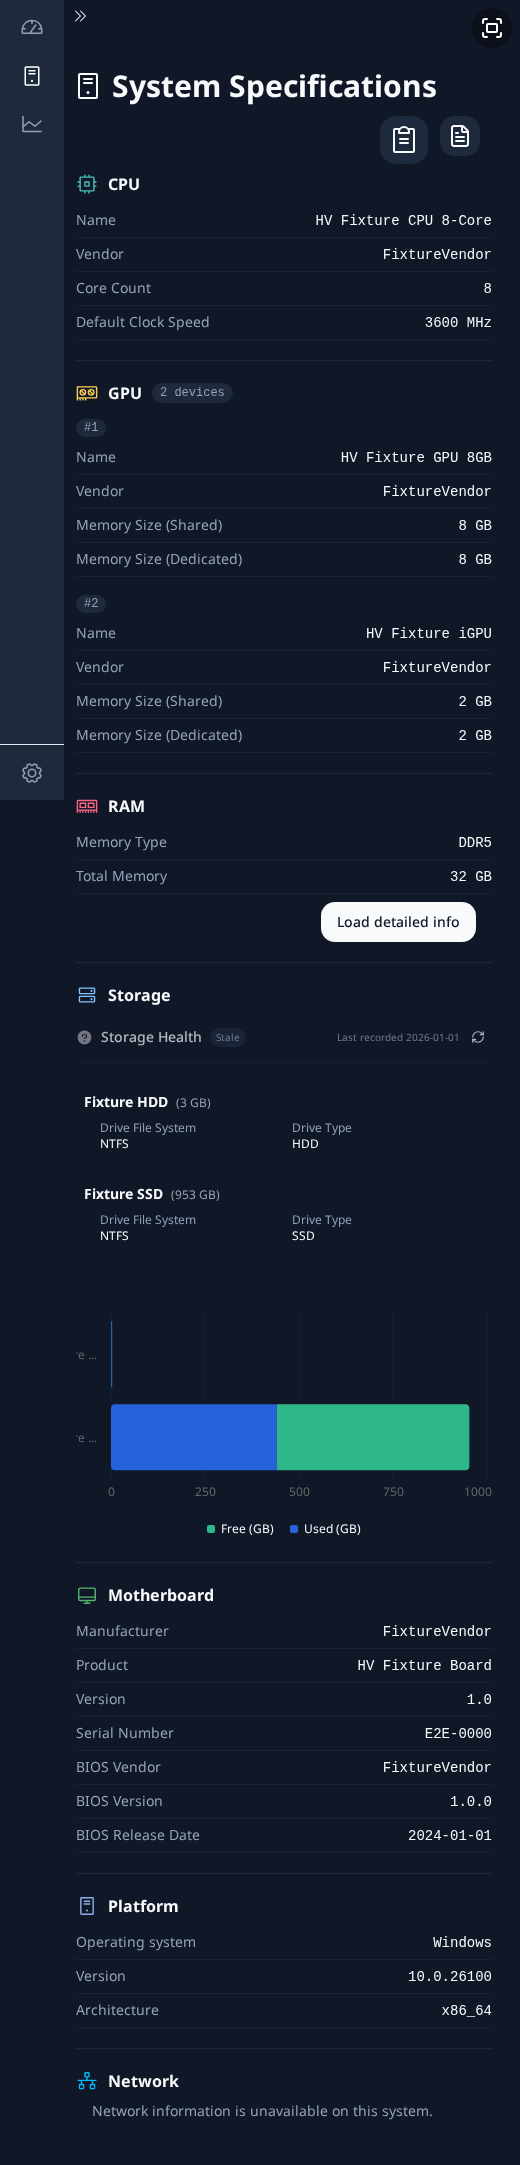 System Specifications
CPU
Name HV Fixture CPU 8-Core
Vendor FixtureVendor
Core Count 8
Default Clock Speed 3600 MHz
GPU 2 devices
#1
Name HV Fixture GPU 8GB
Vendor FixtureVendor
Memory Size (Shared) 8 GB
Memory Size (Dedicated) 8 GB
#2
Name HV Fixture iGPU
Vendor FixtureVendor
Memory Size (Shared) 2 GB
Memory Size (Dedicated) 2 GB
RAM
Memory Type DDR5
Total Memory 32 GB
Load detailed info
Storage
Storage Health Stale Last recorded 2026-01-01
Fixture HDD (3 GB)
Drive File System Drive Type
NTFS HDD
Fixture SSD (953 GB)
Drive File System Drive Type
NTFS SSD
re ...
re ...
0 250 500 750 1000
Free (GB) Used (GB)
Motherboard
Manufacturer FixtureVendor
Product HV Fixture Board
Version 1.0
Serial Number E2E-0000
BIOS Vendor FixtureVendor
BIOS Version 1.0.0
BIOS Release Date 2024-01-01
Platform
Operating system Windows
Version 10.0.26100
Architecture x86_64
Network
Network information is unavailable on this system.